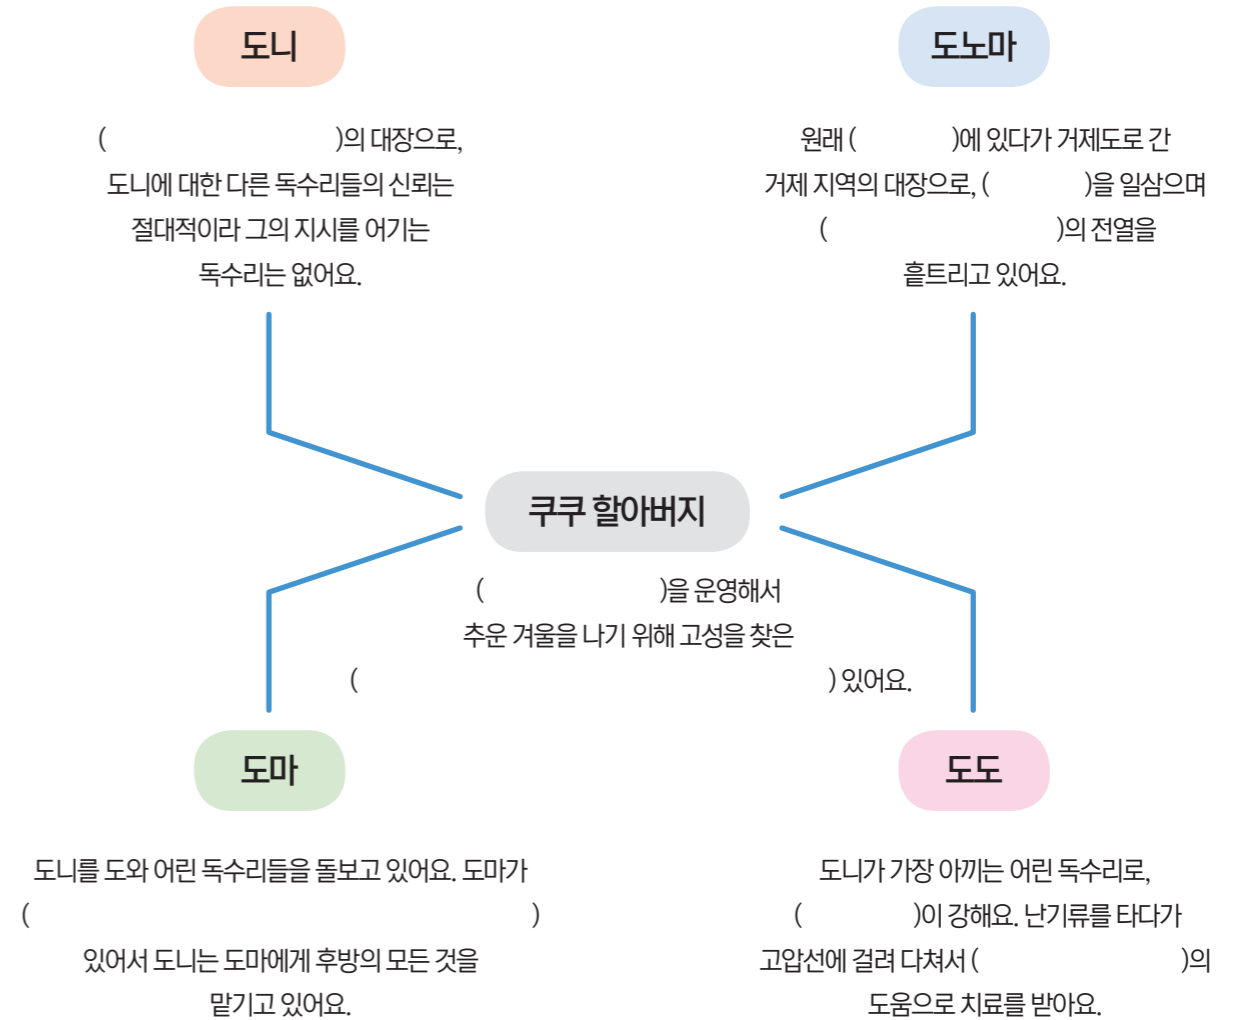 도니
(                    )의 대장으로,
도니에 대한 다른 독수리들의 신뢰는
절대적이라 그의 지시를 어기는
독수리는 없어요.
도노마
원래 (        )에 있다가 거제도로 간
거제 지역의 대장으로, (        )을 일삼으며
(                    )의 전열을
흩트리고 있어요.
쿠쿠 할아버지
(                )을 운영해서
추운 겨울을 나기 위해 고성을 찾은
(                                        ) 있어요.
도마
도니를 도와 어린 독수리들을 돌보고 있어요. 도마가
(                                            )
있어서 도니는 도마에게 후방의 모든 것을
맡기고 있어요.
도도
도니가 가장 아끼는 어린 독수리로,
(          )이 강해요. 난기류를 타다가
고압선에 걸려 다쳐서 (                  )의
도움으로 치료를 받아요.